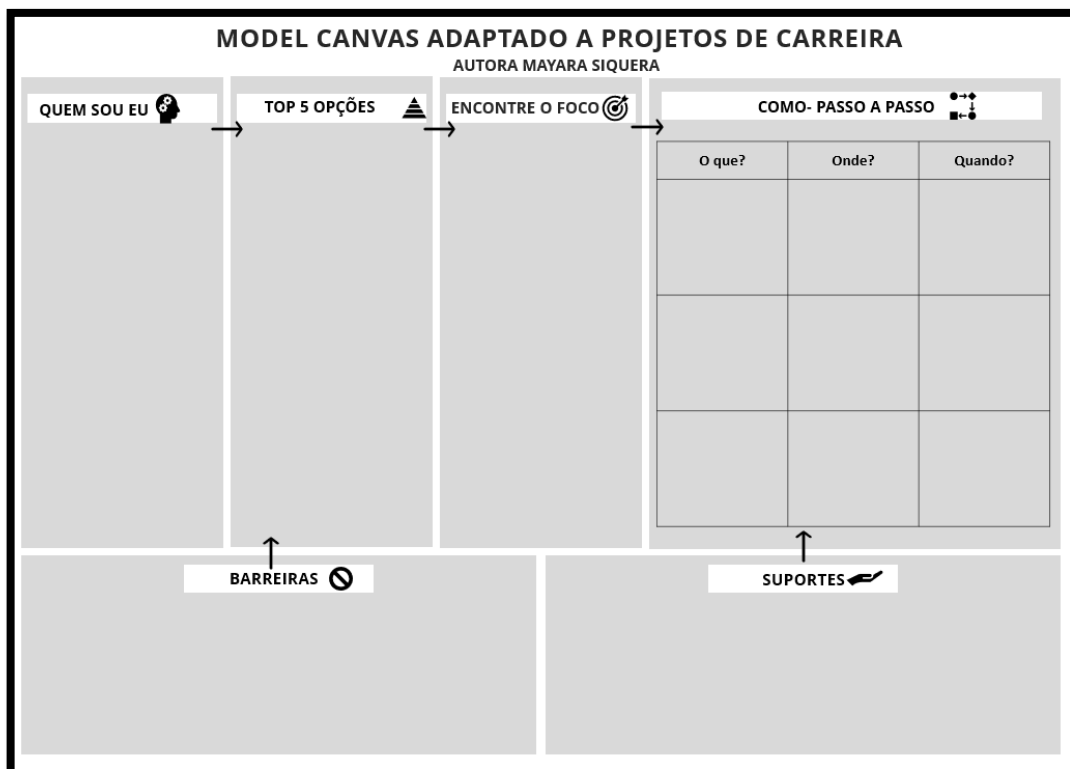 MODEL CANVAS ADAPTADO A PROJETOS DE CARREIRA
AUTORA MAYARA SIQUERA
QUEM SOU EU
TOP 5 OPÇÕES
ENCONTRE O FOCO
COMO- PASSO A PASSO
O que?
Onde?
Quando?
BARREIRAS
SUPORTES